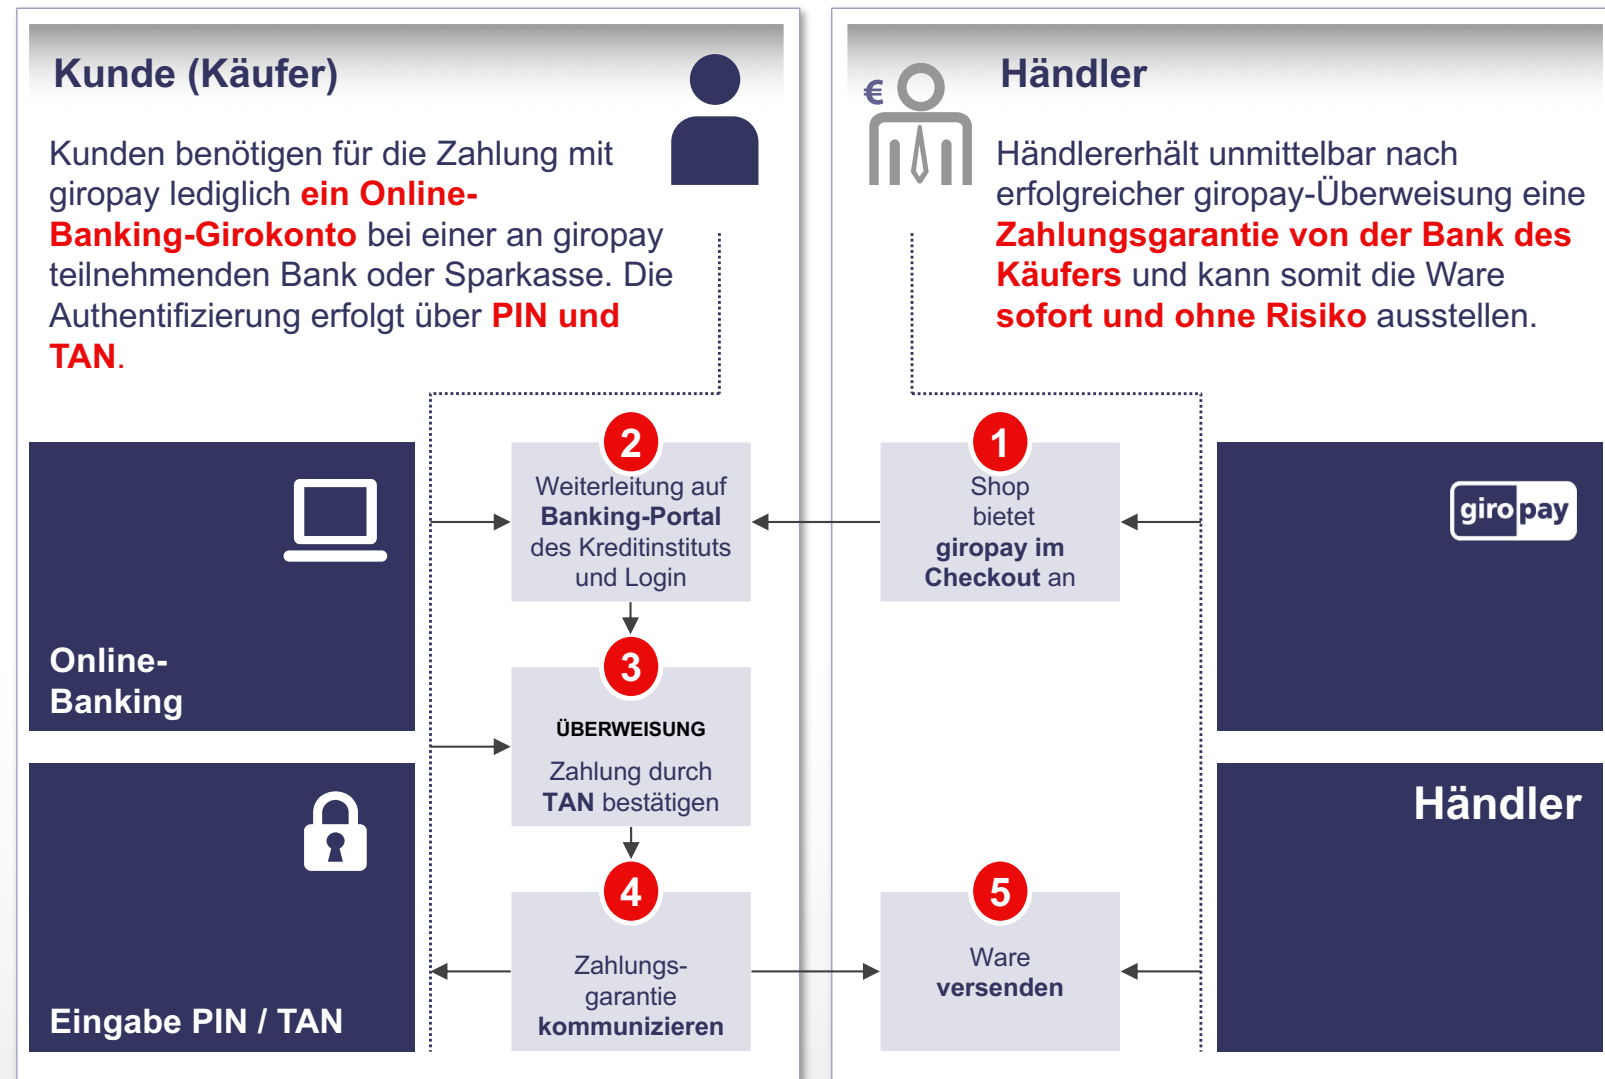 Kunde (Käufer)
Kunden benötigen für die Zahlung mit
giropay lediglich ein Online-
Banking-Girokonto bei einer an giropay
teilnehmenden Bank oder Sparkasse. Die
Authentifizierung erfolgt über PIN und
TAN.
€
Händler
Händlererhält unmittelbar nach
erfolgreicher giropay-Überweisung eine
Zahlungsgarantie von der Bank des
Käufers und kann somit die Ware
sofort und ohne Risiko ausstellen.
Online-
Banking
2
Weiterleitung auf
Banking-Portal
des Kreditinstituts
und Login
1
Shop
bietet
giropay im
Checkout an
giropay
3
ÜBERWEISUNG
Zahlung durch
TAN bestätigen
Händler
Eingabe PIN / TAN
4
Zahlungs-
garantie
kommunizieren
5
Ware
versenden